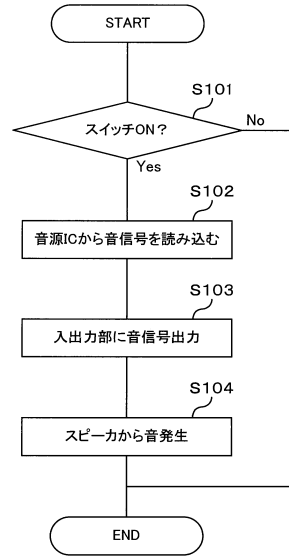 START
S101
スイッチON？
No
Yes
S102
音源ICから音信号を読み込む
S103
入出力部に音信号出力
S104
スピーカから音発生
END